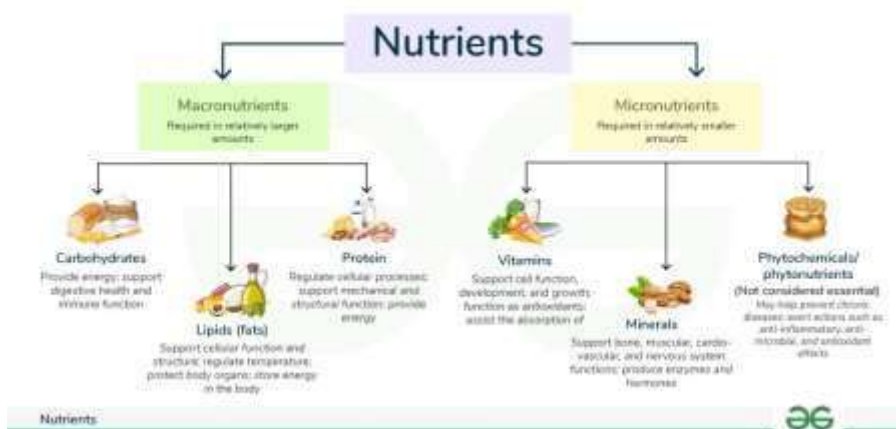 Nutrients
Macronutrients
Required in relatively larger
amounts
Micronutrients
Required in relatively smaller
amounts
Carbohydrates
Provide energy; support
digestive health and
immune function
Lipids (fats)
Support cellular function and
structure; regulate temperature;
protect body organs; store energy
in the body
Protein
Regulate cellular processes;
support mechanical and
structural function; provide
energy
Vitamins
Support cell function,
development, and growth;
function as antioxidants;
assist the absorption of
Minerals
Support bone, muscular, cardio-
vascular, and nervous system
functions; produce enzymes and
hormones
Phytochemicals/
phytonutrients
(Not considered essential)
May help prevent chronic
diseases; exert actions such as
anti-inflammatory, anti-
microbial, and antioxidant
effects
Nutrients